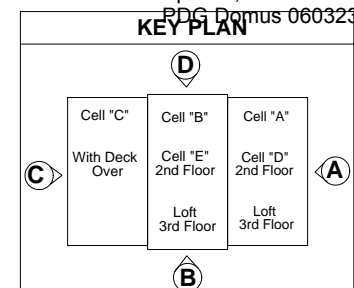 PDG Domus 060323
KEY PLAN
D
Cell "C"
Cell "B"
Cell "A"
With Deck
Over
Cell "E"
2nd Floor
Cell "D"
2nd Floor
C
A
Loft
3rd Floor
Loft
3rd Floor
B